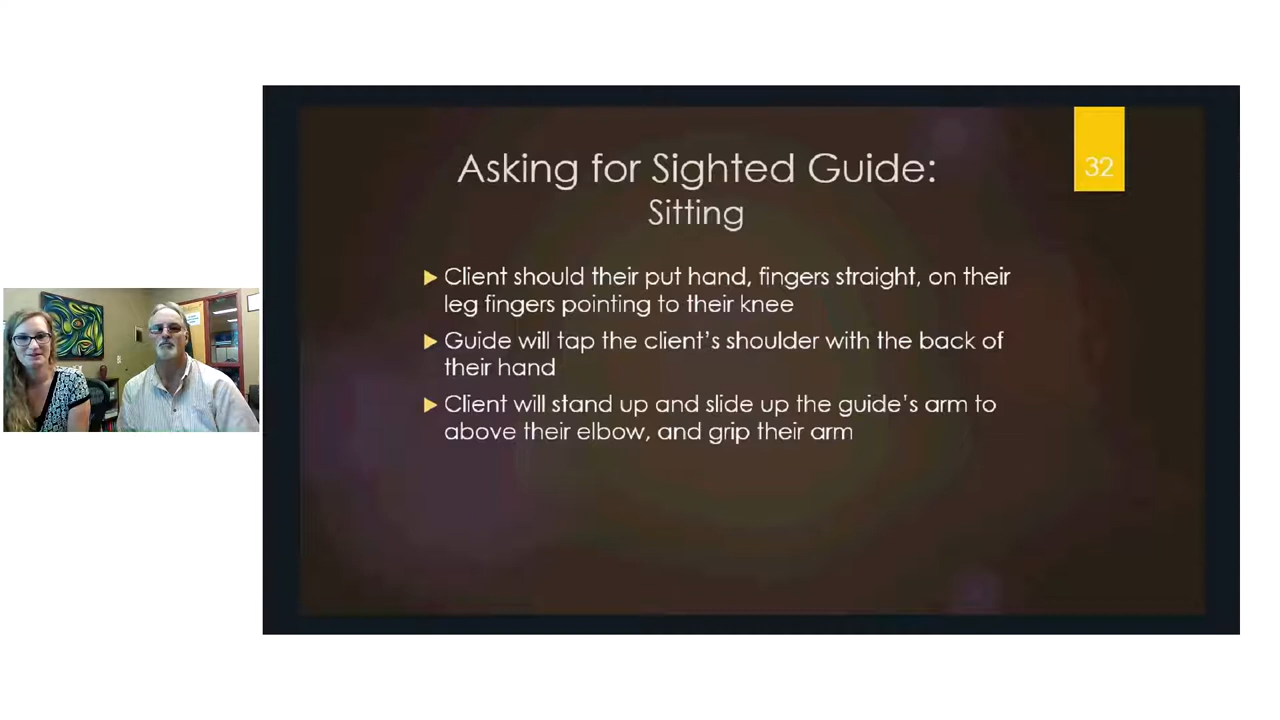 32
Asking for Sighted Guide:
Sitting
Client should their put hand, fingers straight, on their
leg fingers pointing to their knee
Guide will tap the client's shoulder with the back of
their hand
Client will stand up and slide up the guide's arm to
above their elbow, and grip their arm